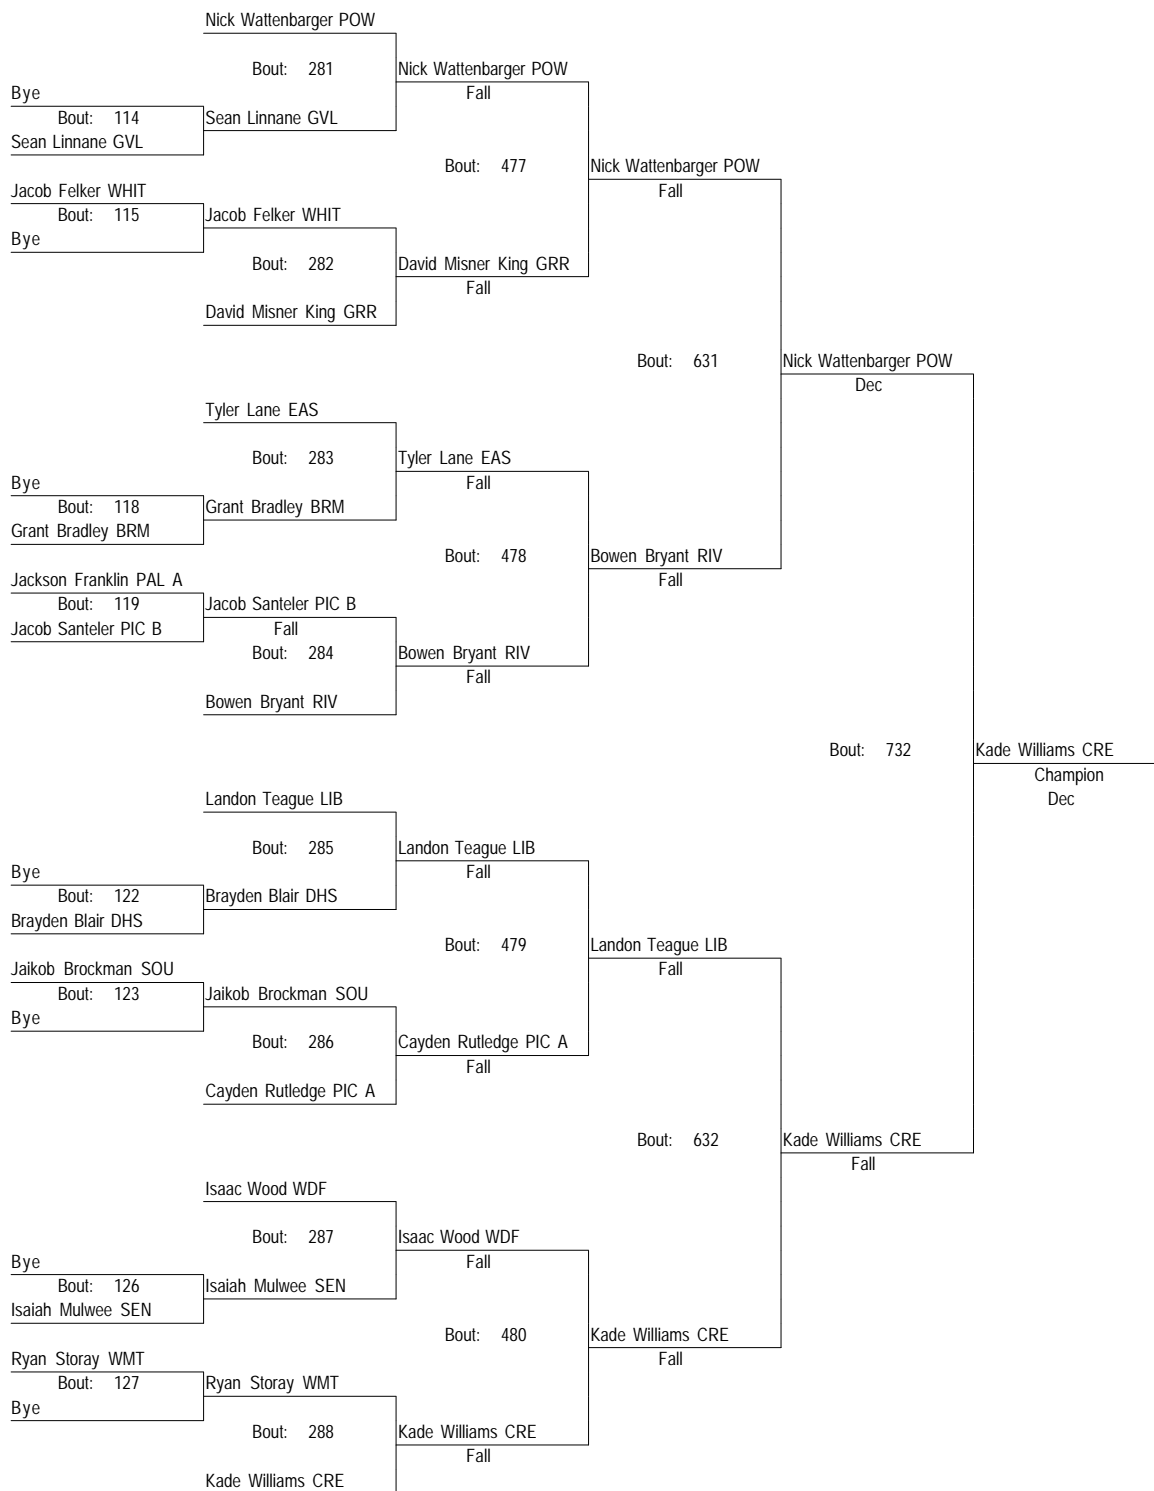 Nick Wattenbarger POW
Bout: 281
Nick Wattenbarger POW
Fall
Bye
Bout: 114
Sean Linnane GVL
Sean Linnane GVL
Bout: 477
Nick Wattenbarger POW
Fall
Jacob Felker WHIT
Bout: 115
Jacob Felker WHIT
Bye
Bout: 282
David Misner King GRR
Fall
David Misner King GRR
Bout: 631
Nick Wattenbarger POW
Dec
Tyler Lane EAS
Bout: 283
Tyler Lane EAS
Fall
Bye
Bout: 118
Grant Bradley BRM
Grant Bradley BRM
Bout: 478
Bowen Bryant RIV
Fall
Jackson Franklin PAL A
Bout: 119
Jacob Santeler PIC B
Jacob Santeler PIC B
Fall
Bout: 284
Bowen Bryant RIV
Fall
Bowen Bryant RIV
Bout: 732
Kade Williams CRE
Champion
Dec
Landon Teague LIB
Bout: 285
Landon Teague LIB
Fall
Bye
Bout: 122
Brayden Blair DHS
Brayden Blair DHS
Bout: 479
Landon Teague LIB
Fall
Jaikob Brockman SOU
Bout: 123
Jaikob Brockman SOU
Bye
Bout: 286
Cayden Rutledge PIC A
Fall
Cayden Rutledge PIC A
Bout: 632
Kade Williams CRE
Fall
Isaac Wood WDF
Bout: 287
Isaac Wood WDF
Fall
Bye
Bout: 126
Isaiah Mulwee SEN
Isaiah Mulwee SEN
Bout: 480
Kade Williams CRE
Fall
Ryan Storay WMT
Bout: 127
Ryan Storay WMT
Bye
Bout: 288
Kade Williams CRE
Fall
Kade Williams CRE